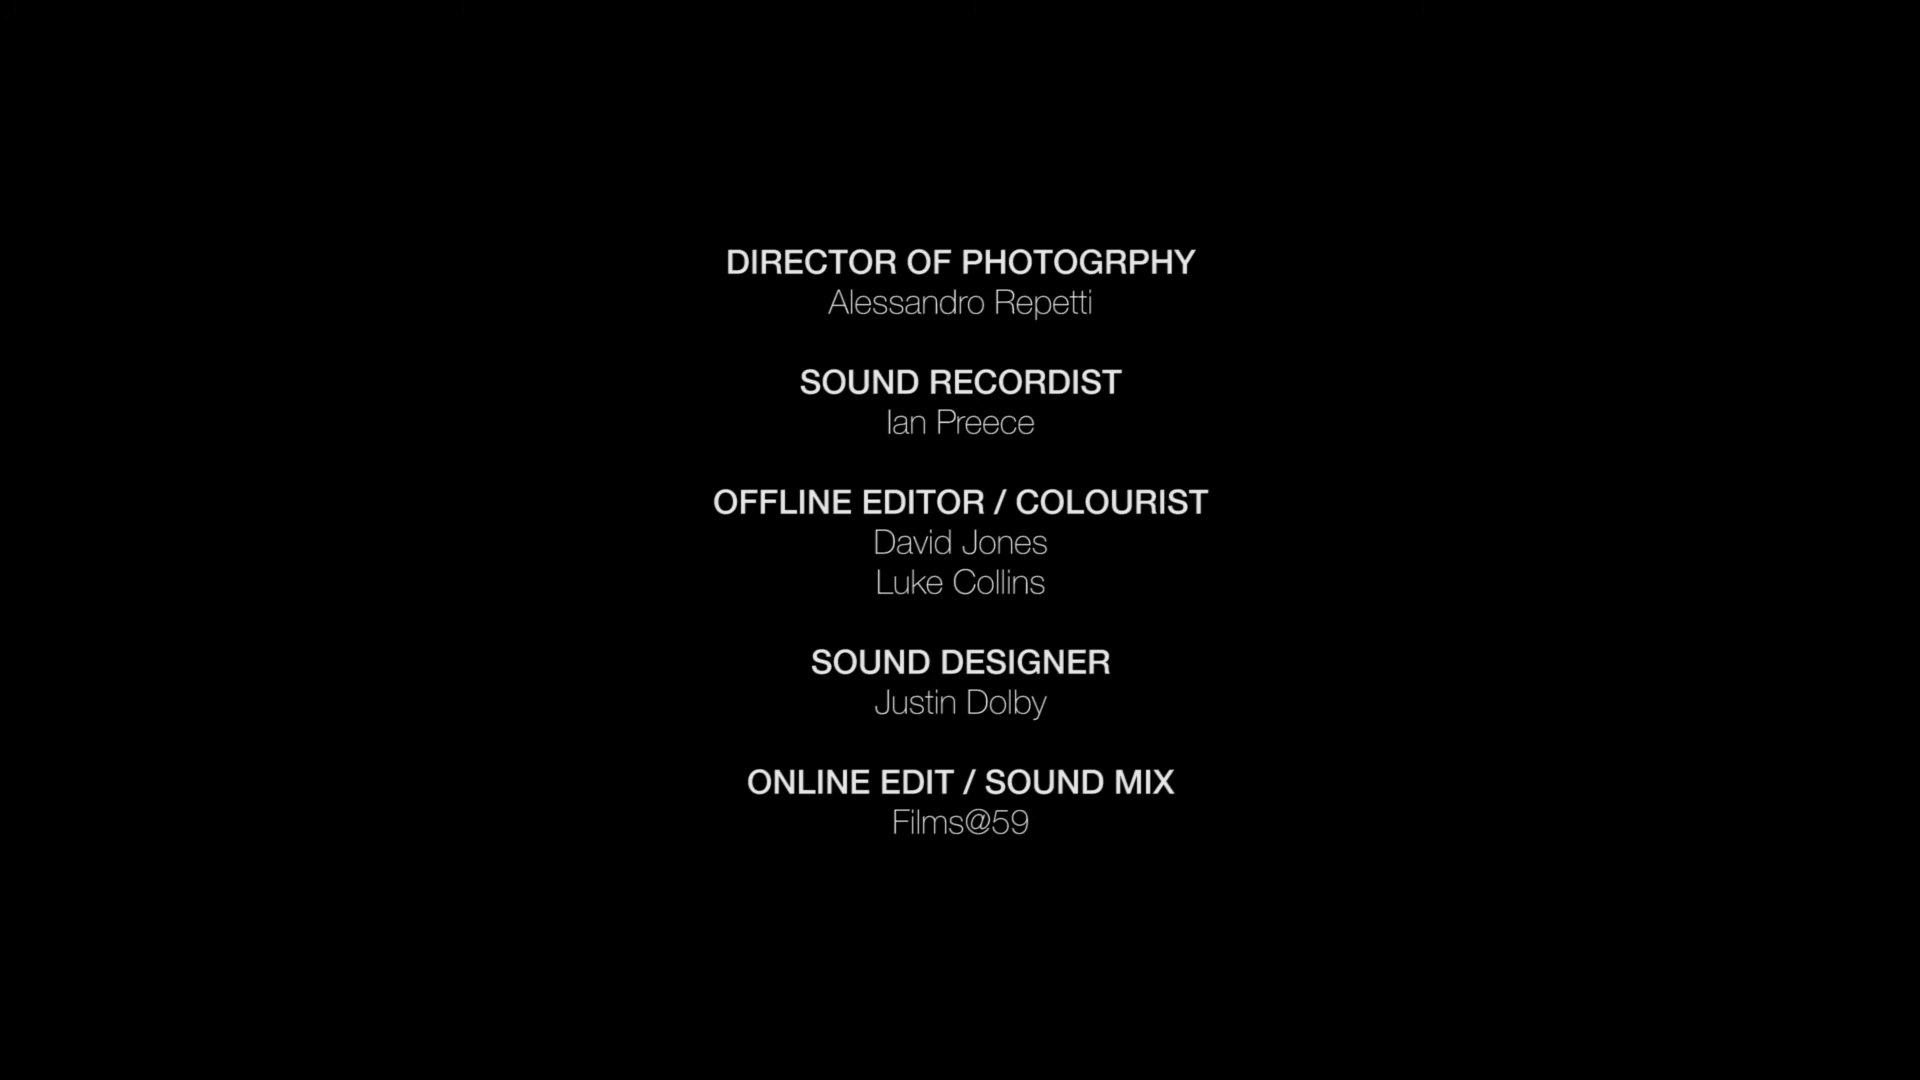 DIRECTOR OF PHOTOGRPHY
Alessandro Repetti
SOUND RECORDIST
Ian Preece
OFFLINE EDITOR / COLOURIST
David Jones
Luke Collins
SOUND DESIGNER
Justin Dolby
ONLINE EDIT / SOUND MIX
Films@59